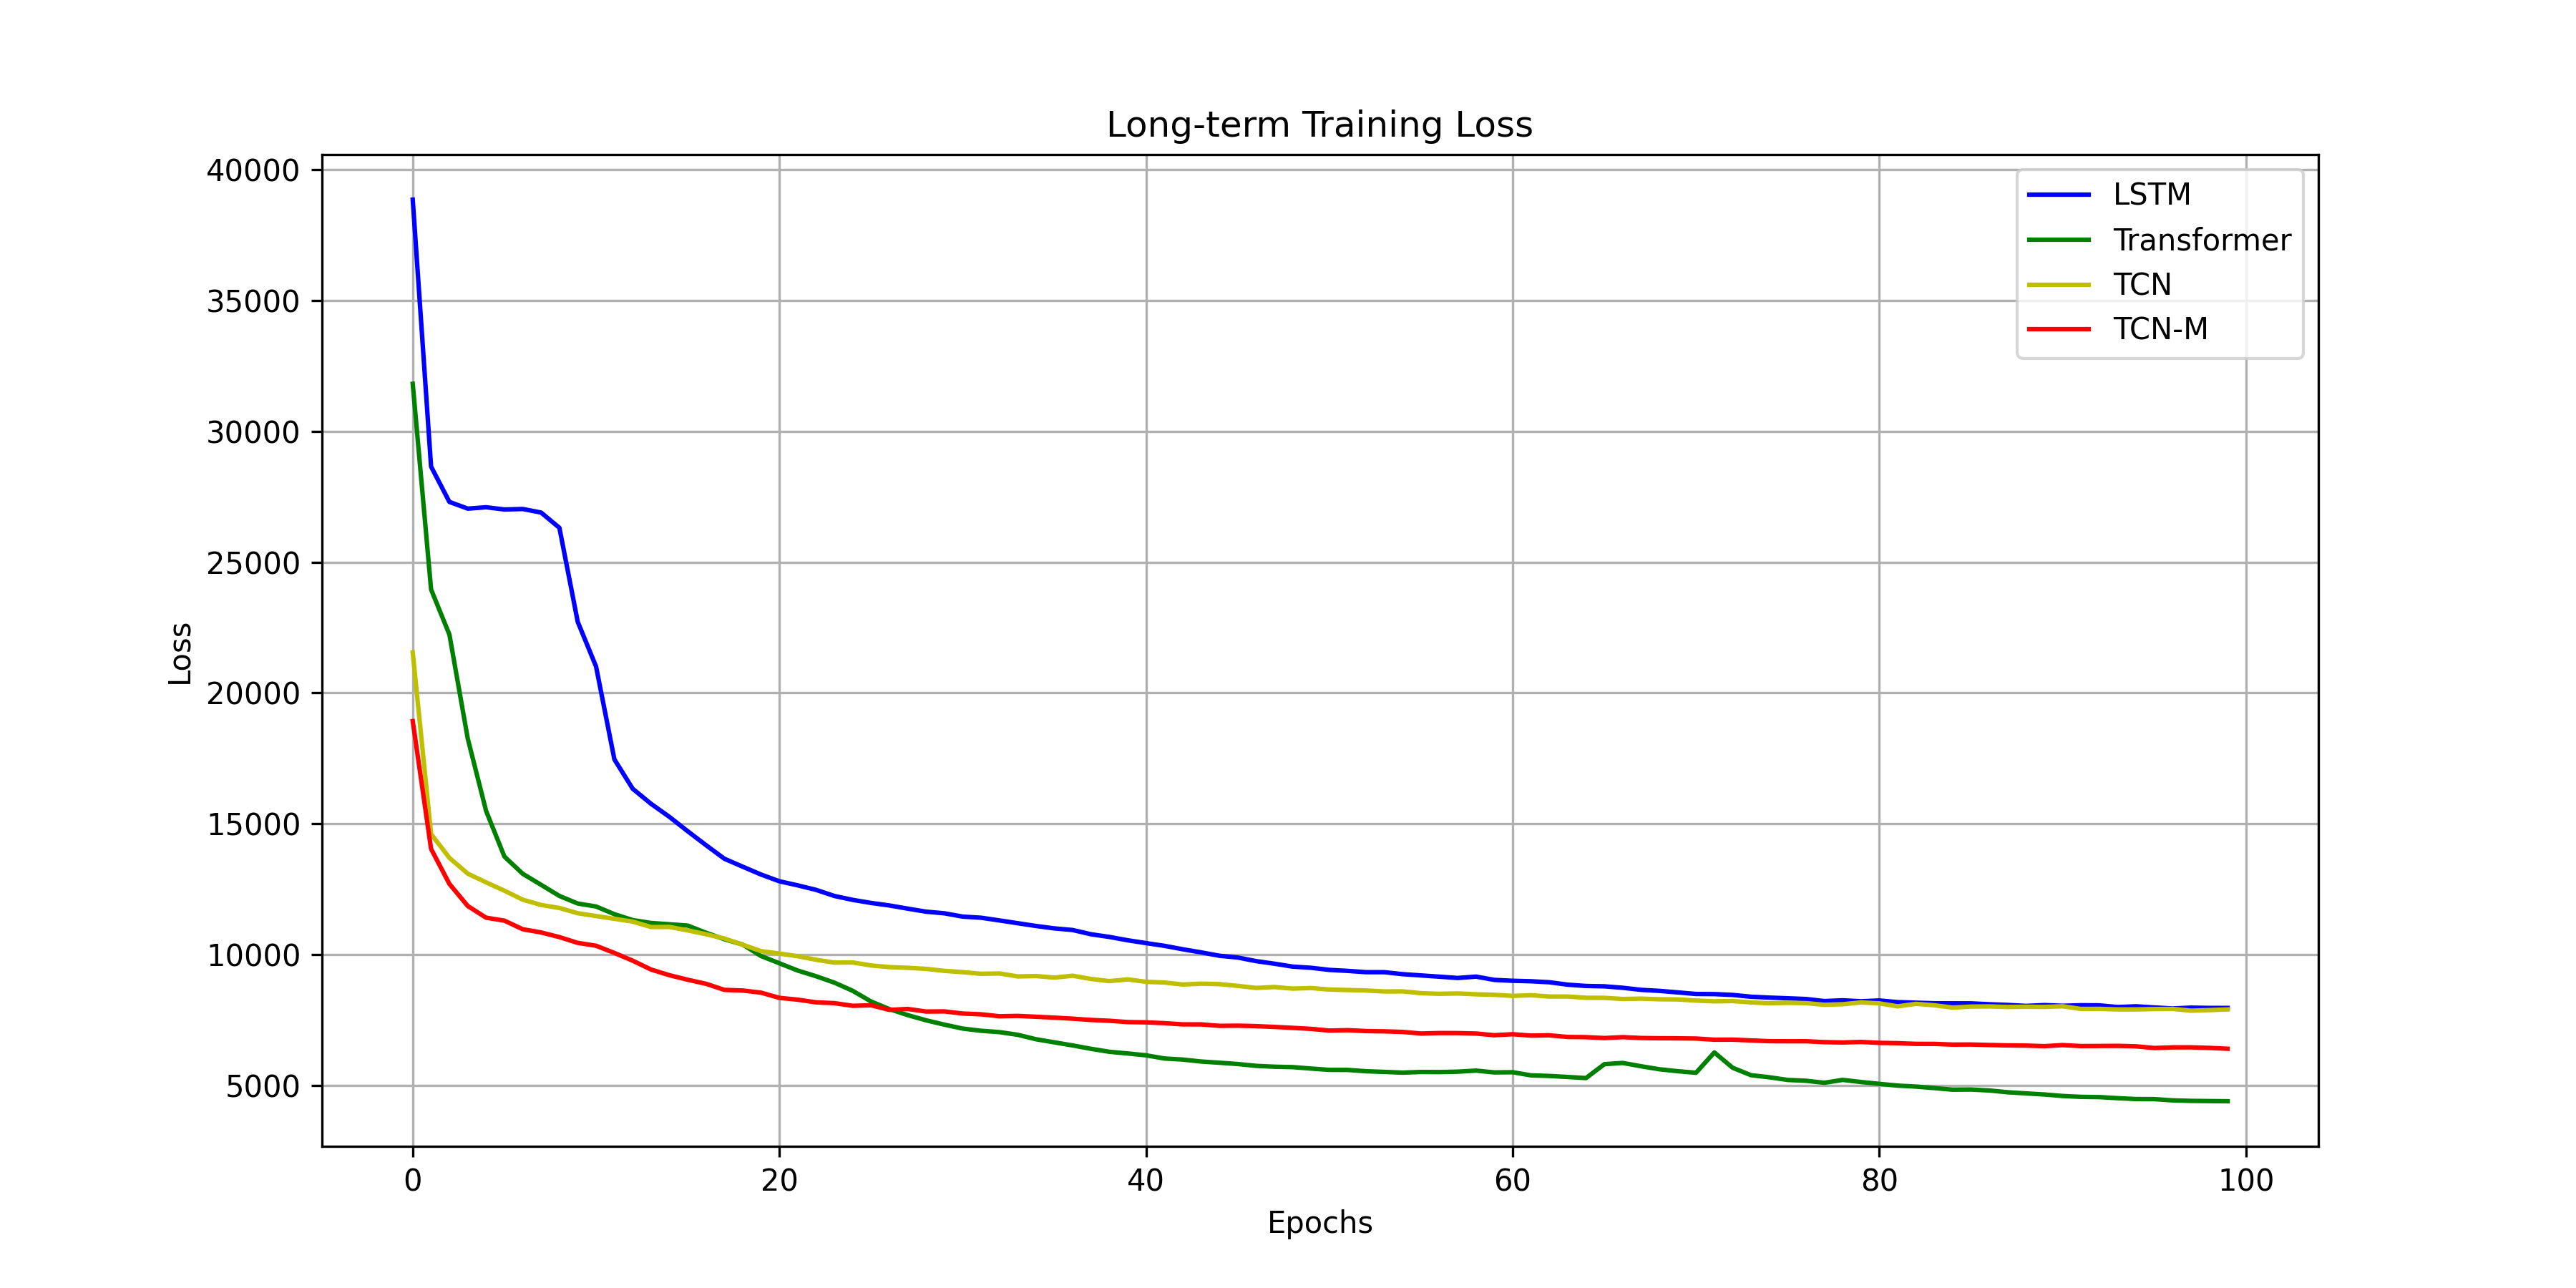 Long-term Training Loss
40000
35000
30000
25000
20000
15000
10000
5000
Loss
LSTM
Transformer
TCN
TCN-M
0 20 40 60 80 100
Epochs